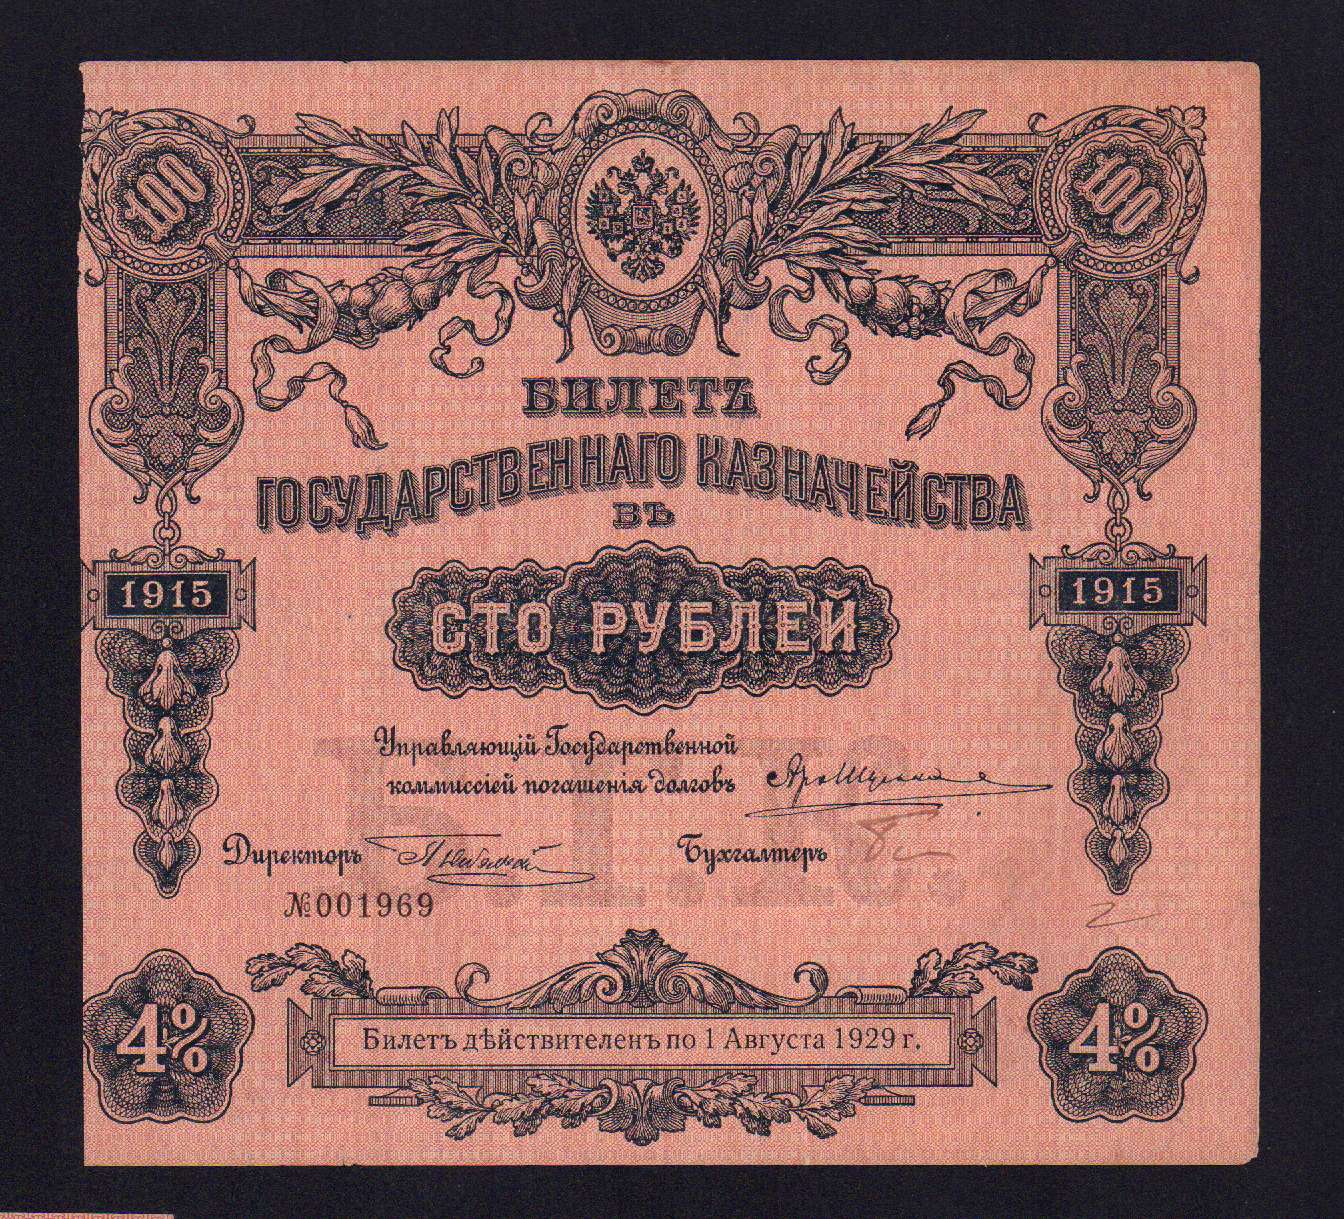 100 100
БИЛЕТЪ
ГОСУДАРСТВЕННАГО КАЗНАЧЕЙСТВА
ВЪ
1915 1915
СТО РУБЛЕЙ
Управляющій Государственной
коммиссіей погашенія долговъ
Директоръ Бухгалтеръ
№001969
4% 4%
Билетъ дѣйствителенъ по 1 Августа 1929 г.